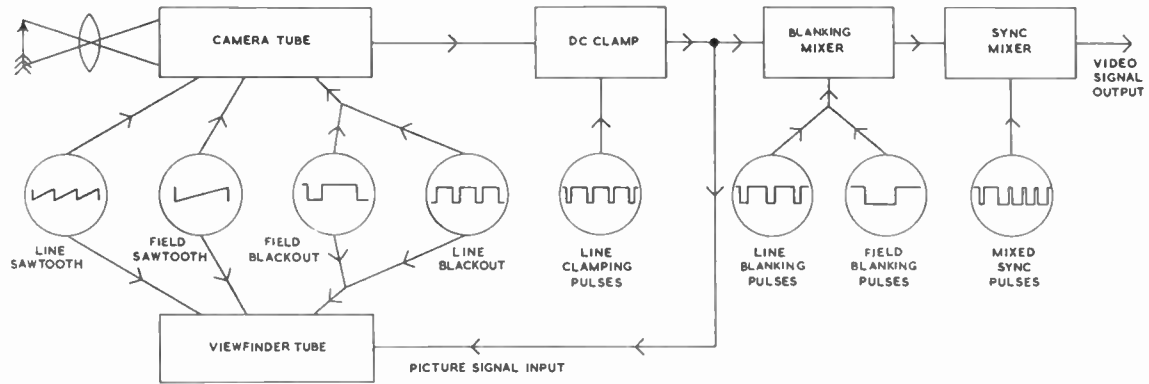 CAMERA TUBE
DC CLAMP
BLANKING
MIXER
SYNC
MIXER
VIDEO
SIGNAL
OUTPUT
LINE
SAWTOOTH
FIELD
SAWTOOTH
FIELD
BLACKOUT
LINE
BLACKOUT
LINE
CLAMPING
PULSES
LINE
BLANKING
PULSES
FIELD
BLANKING
PULSES
MIXED
SYNC
PULSES
VIEWFINDER TUBE
PICTURE SIGNAL INPUT